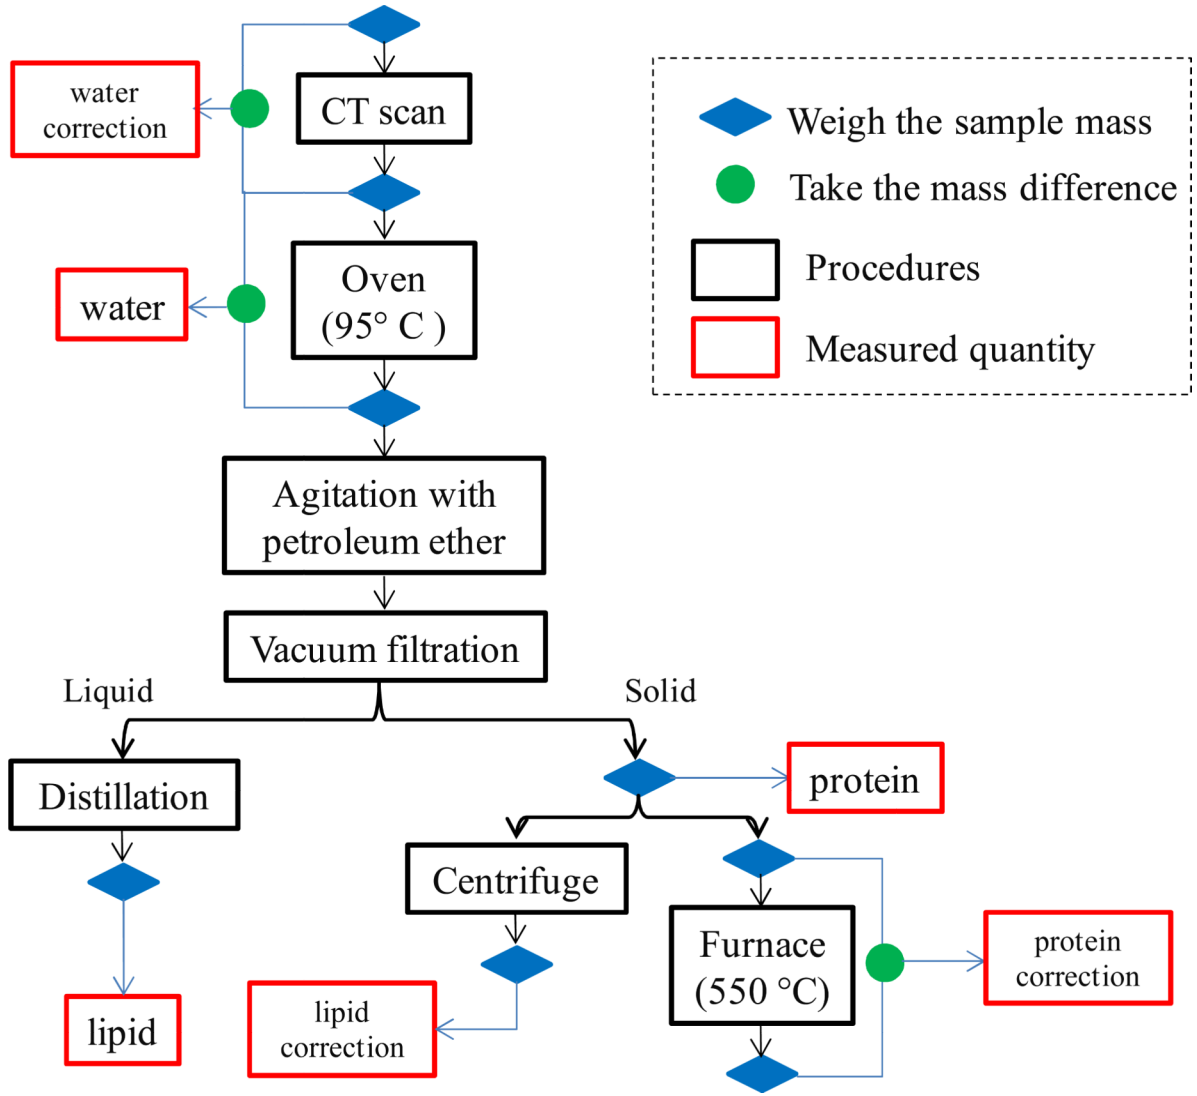 water
correction
CT scan
Weigh the sample mass
Take the mass difference
Procedures
Measured quantity
water
Oven
(95° C )
Agitation with
petroleum ether
Vacuum filtration
Liquid
Solid
Distillation
protein
Centrifuge
Furnace
(550 °C)
protein
correction
lipid
lipid
correction